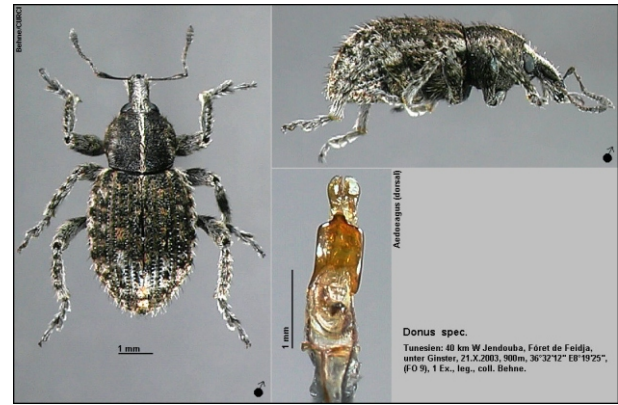 Behne/CURCI
1 mm
Aedoeagus (dorsal)
1 mm
Donus spec.
Tunesien: 40 km W Jendouba, Fóret de Feidja,
unter Ginster, 21.X.2003, 900m, 36°32'12" E8°19'25",
(FO 9), 1 Ex., leg., coll. Behne.